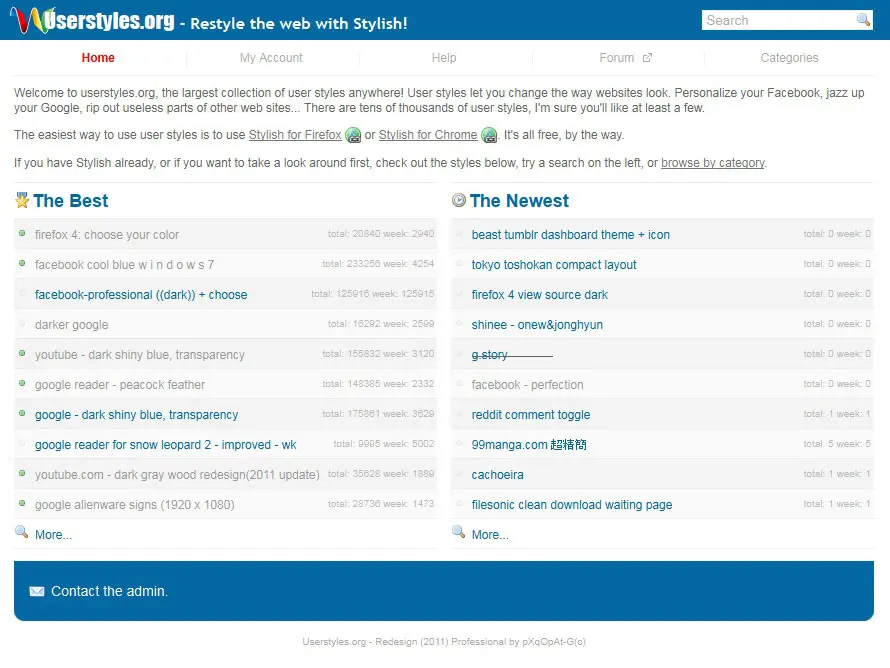 Userstyles.org - Restyle the web with Stylish!
Search
Home
My Account
Help
Forum
Categories
Welcome to userstyles.org, the largest collection of user styles anywhere! User styles let you change the way websites look. Personalize your Facebook, jazz up
your Google, rip out useless parts of other web sites... There are tens of thousands of user styles, I'm sure you'll like at least a few.
The easiest way to use user styles is to use Stylish for Firefox or Stylish for Chrome. It's all free, by the way.
If you have Stylish already, or if you want to take a look around first, check out the styles below, try a search on the left, or browse by category.
The Best
firefox 4: choose your color total: 20840 week: 2940
facebook cool blue w i n d o w s 7 total: 233256 week: 4254
facebook-professional ((dark)) + choose total: 125916 week: 125915
darker google total: 16292 week: 2599
youtube - dark shiny blue, transparency total: 155832 week: 3120
google reader - peacock feather total: 148385 week: 2332
google - dark shiny blue, transparency total: 175861 week: 3629
google reader for snow leopard 2 - improved - wk total: 9995 week: 5002
youtube.com - dark gray wood redesign(2011 update) total: 35628 week: 1889
google alienware signs (1920 x 1080) total: 28736 week: 1473
More...
The Newest
beast tumblr dashboard theme + icon total: 0 week: 0
tokyo toshokan compact layout total: 0 week: 0
firefox 4 view source dark total: 0 week: 0
shinee - onew&jonghyun total: 0 week: 0
g.story total: 0 week: 0
facebook - perfection total: 0 week: 0
reddit comment toggle total: 1 week: 1
99manga.com 超精簡 total: 5 week: 5
cachoeira total: 1 week: 1
filesonic clean download waiting page total: 1 week: 1
More...
Contact the admin.
Userstyles.org - Redesign (2011) Professional by pXqOpAt-G(c)